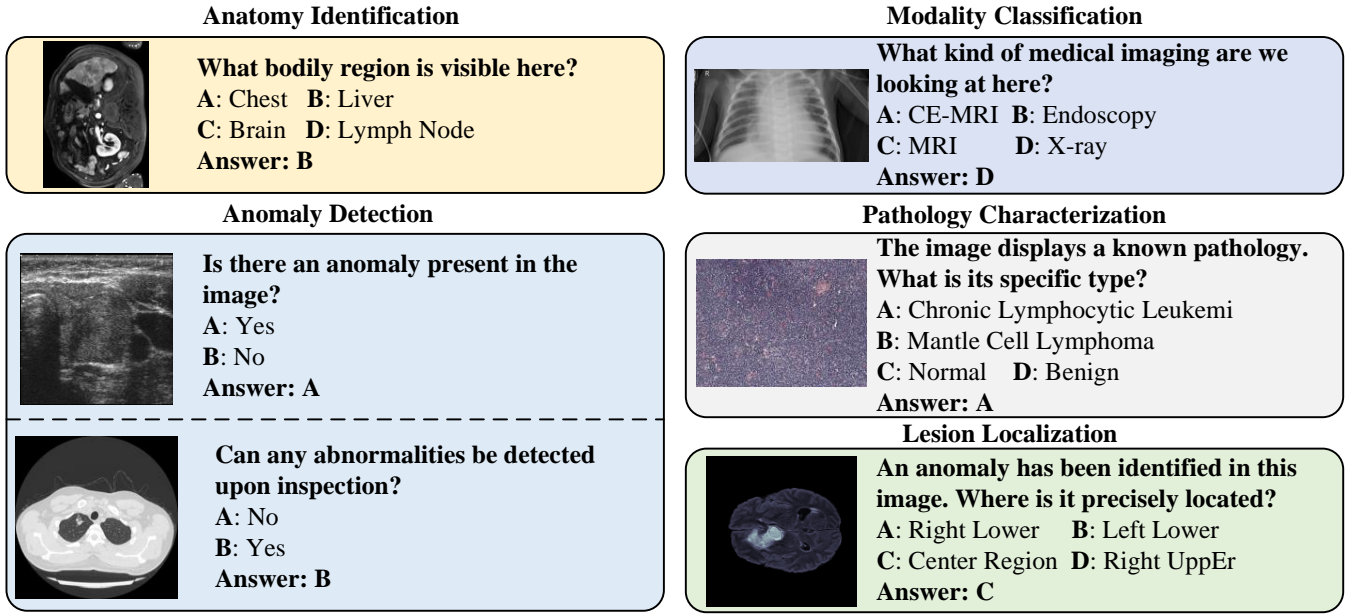 Anatomy Identification
What bodily region is visible here?
A: Chest B: Liver
C: Brain D: Lymph Node
Answer: B
Modality Classification
R
What kind of medical imaging are we
looking at here?
A: CE-MRI B: Endoscopy
C: MRI D: X-ray
Answer: D
Anomaly Detection
Is there an anomaly present in the
image?
A: Yes
B: No
Answer: A
Can any abnormalities be detected
upon inspection?
A: No
B: Yes
Answer: B
Pathology Characterization
The image displays a known pathology.
What is its specific type?
A: Chronic Lymphocytic Leukemi
B: Mantle Cell Lymphoma
C: Normal D: Benign
Answer: A
Lesion Localization
An anomaly has been identified in this
image. Where is it precisely located?
A: Right Lower B: Left Lower
C: Center Region D: Right UppEr
Answer: C